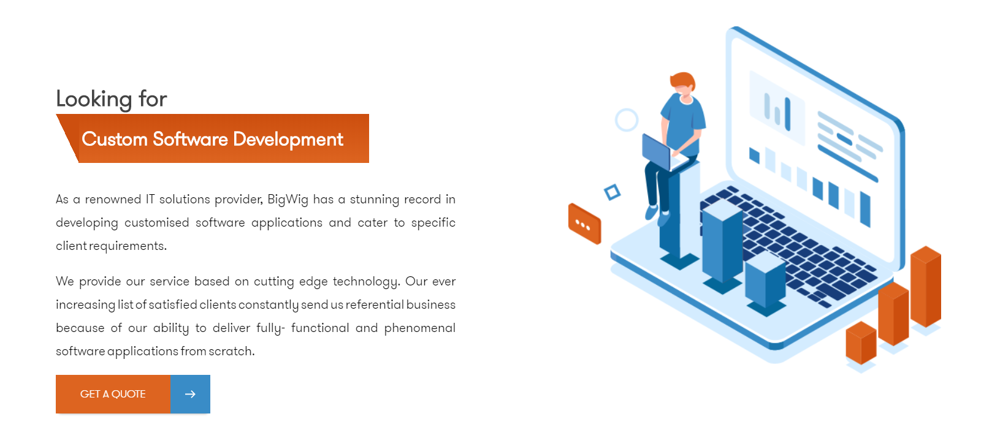 Looking for
Custom Software Development
As a renowned IT solutions provider, BigWig has a stunning record in
developing customised software applications and cater to specific
client requirements.
We provide our service based on cutting edge technology. Our ever
increasing list of satisfied clients constantly send us referential business
because of our ability to deliver fully- functional and phenomenal
software applications from scratch.
GET A QUOTE